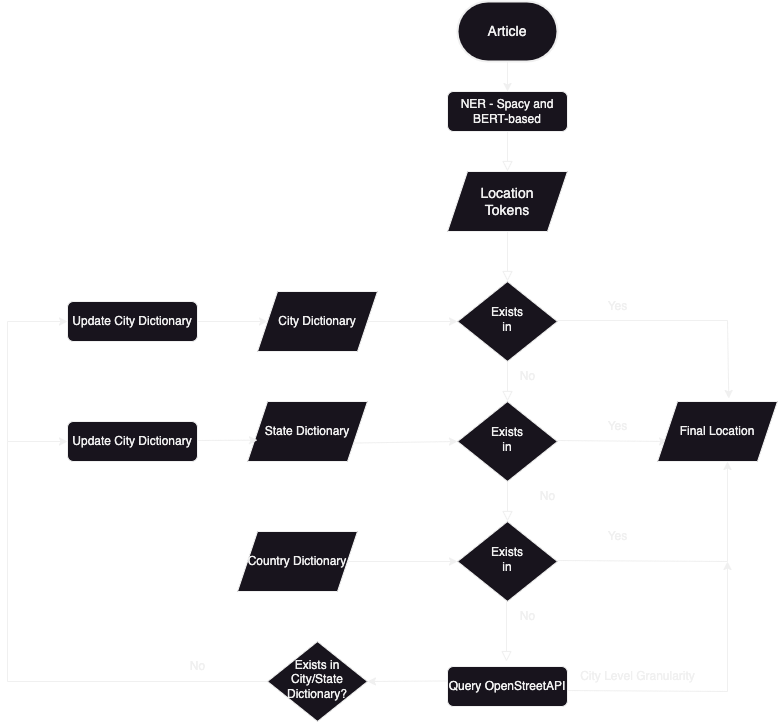 Article
NER - Spacy and
BERT-based
Location
Tokens
Update City Dictionary
City Dictionary
Exists
in
Yes
No
Update City Dictionary
State Dictionary
Exists
in
Yes
Final Location
No
Country Dictionary
Exists
in
Yes
No
No
Exists in
City/State
Dictionary?
Query OpenStreetAPI
City Level Granularity